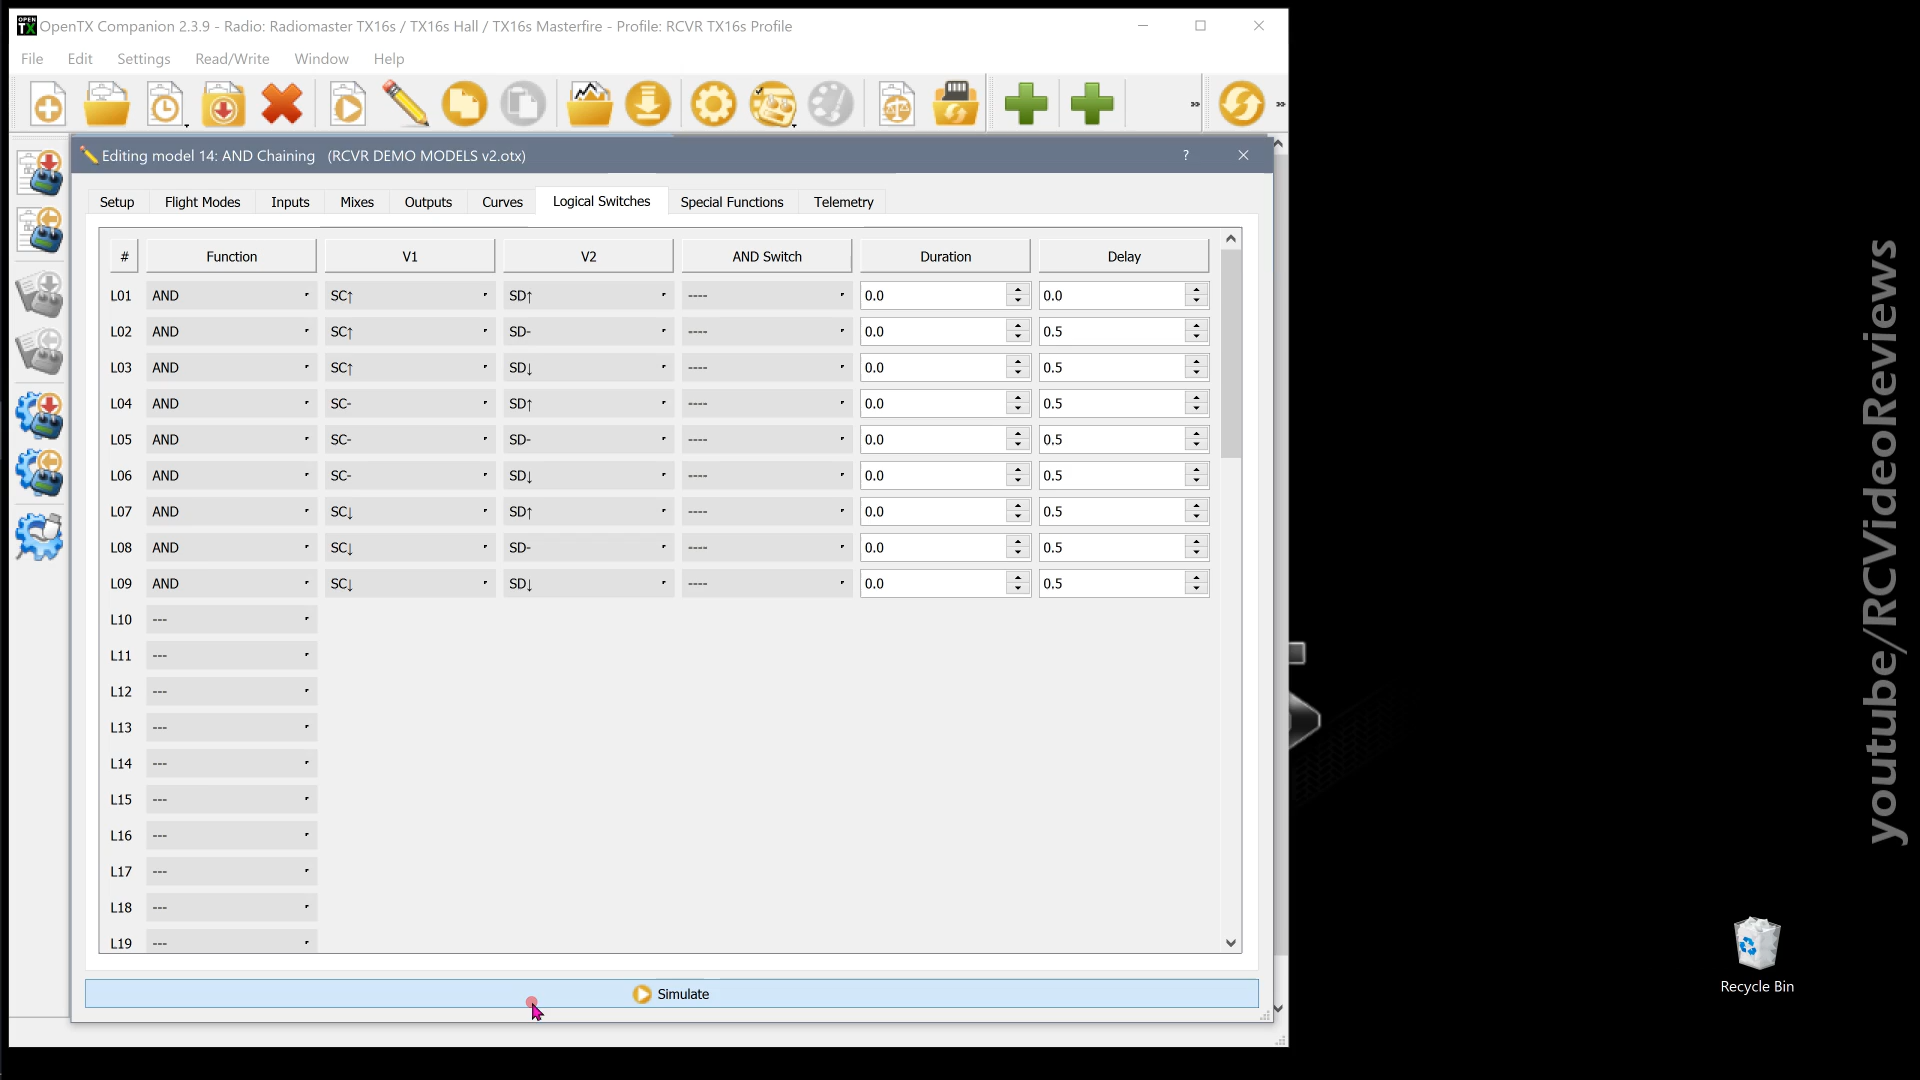 OPEN TX OpenTX Companion 2.3.9 - Radio: Radiomaster TX16s / TX16s Hall / TX16s Masterfire - Profile: RCVR TX16s Profile
File Edit Settings Read/Write Window Help
Editing model 14: AND Chaining (RCVR DEMO MODELS v2.otx) ?
Setup Flight Modes Inputs Mixes Outputs Curves Logical Switches Special Functions Telemetry
# Function V1 V2 AND Switch Duration Delay
L01 AND SC↑ SD↑ ---- 0.0 0.0
L02 AND SC↑ SD- ---- 0.0 0.5
L03 AND SC↑ SD↓ ---- 0.0 0.5
L04 AND SC- SD↑ ---- 0.0 0.5
L05 AND SC- SD- ---- 0.0 0.5
L06 AND SC- SD↓ ---- 0.0 0.5
L07 AND SC↓ SD↑ ---- 0.0 0.5
L08 AND SC↓ SD- ---- 0.0 0.5
L09 AND SC↓ SD↓ ---- 0.0 0.5
L10 ---
L11 ---
L12 ---
L13 ---
L14 ---
L15 ---
L16 ---
L17 ---
L18 ---
L19 ---
Simulate
youtube/RCVideoReviews
Recycle Bin